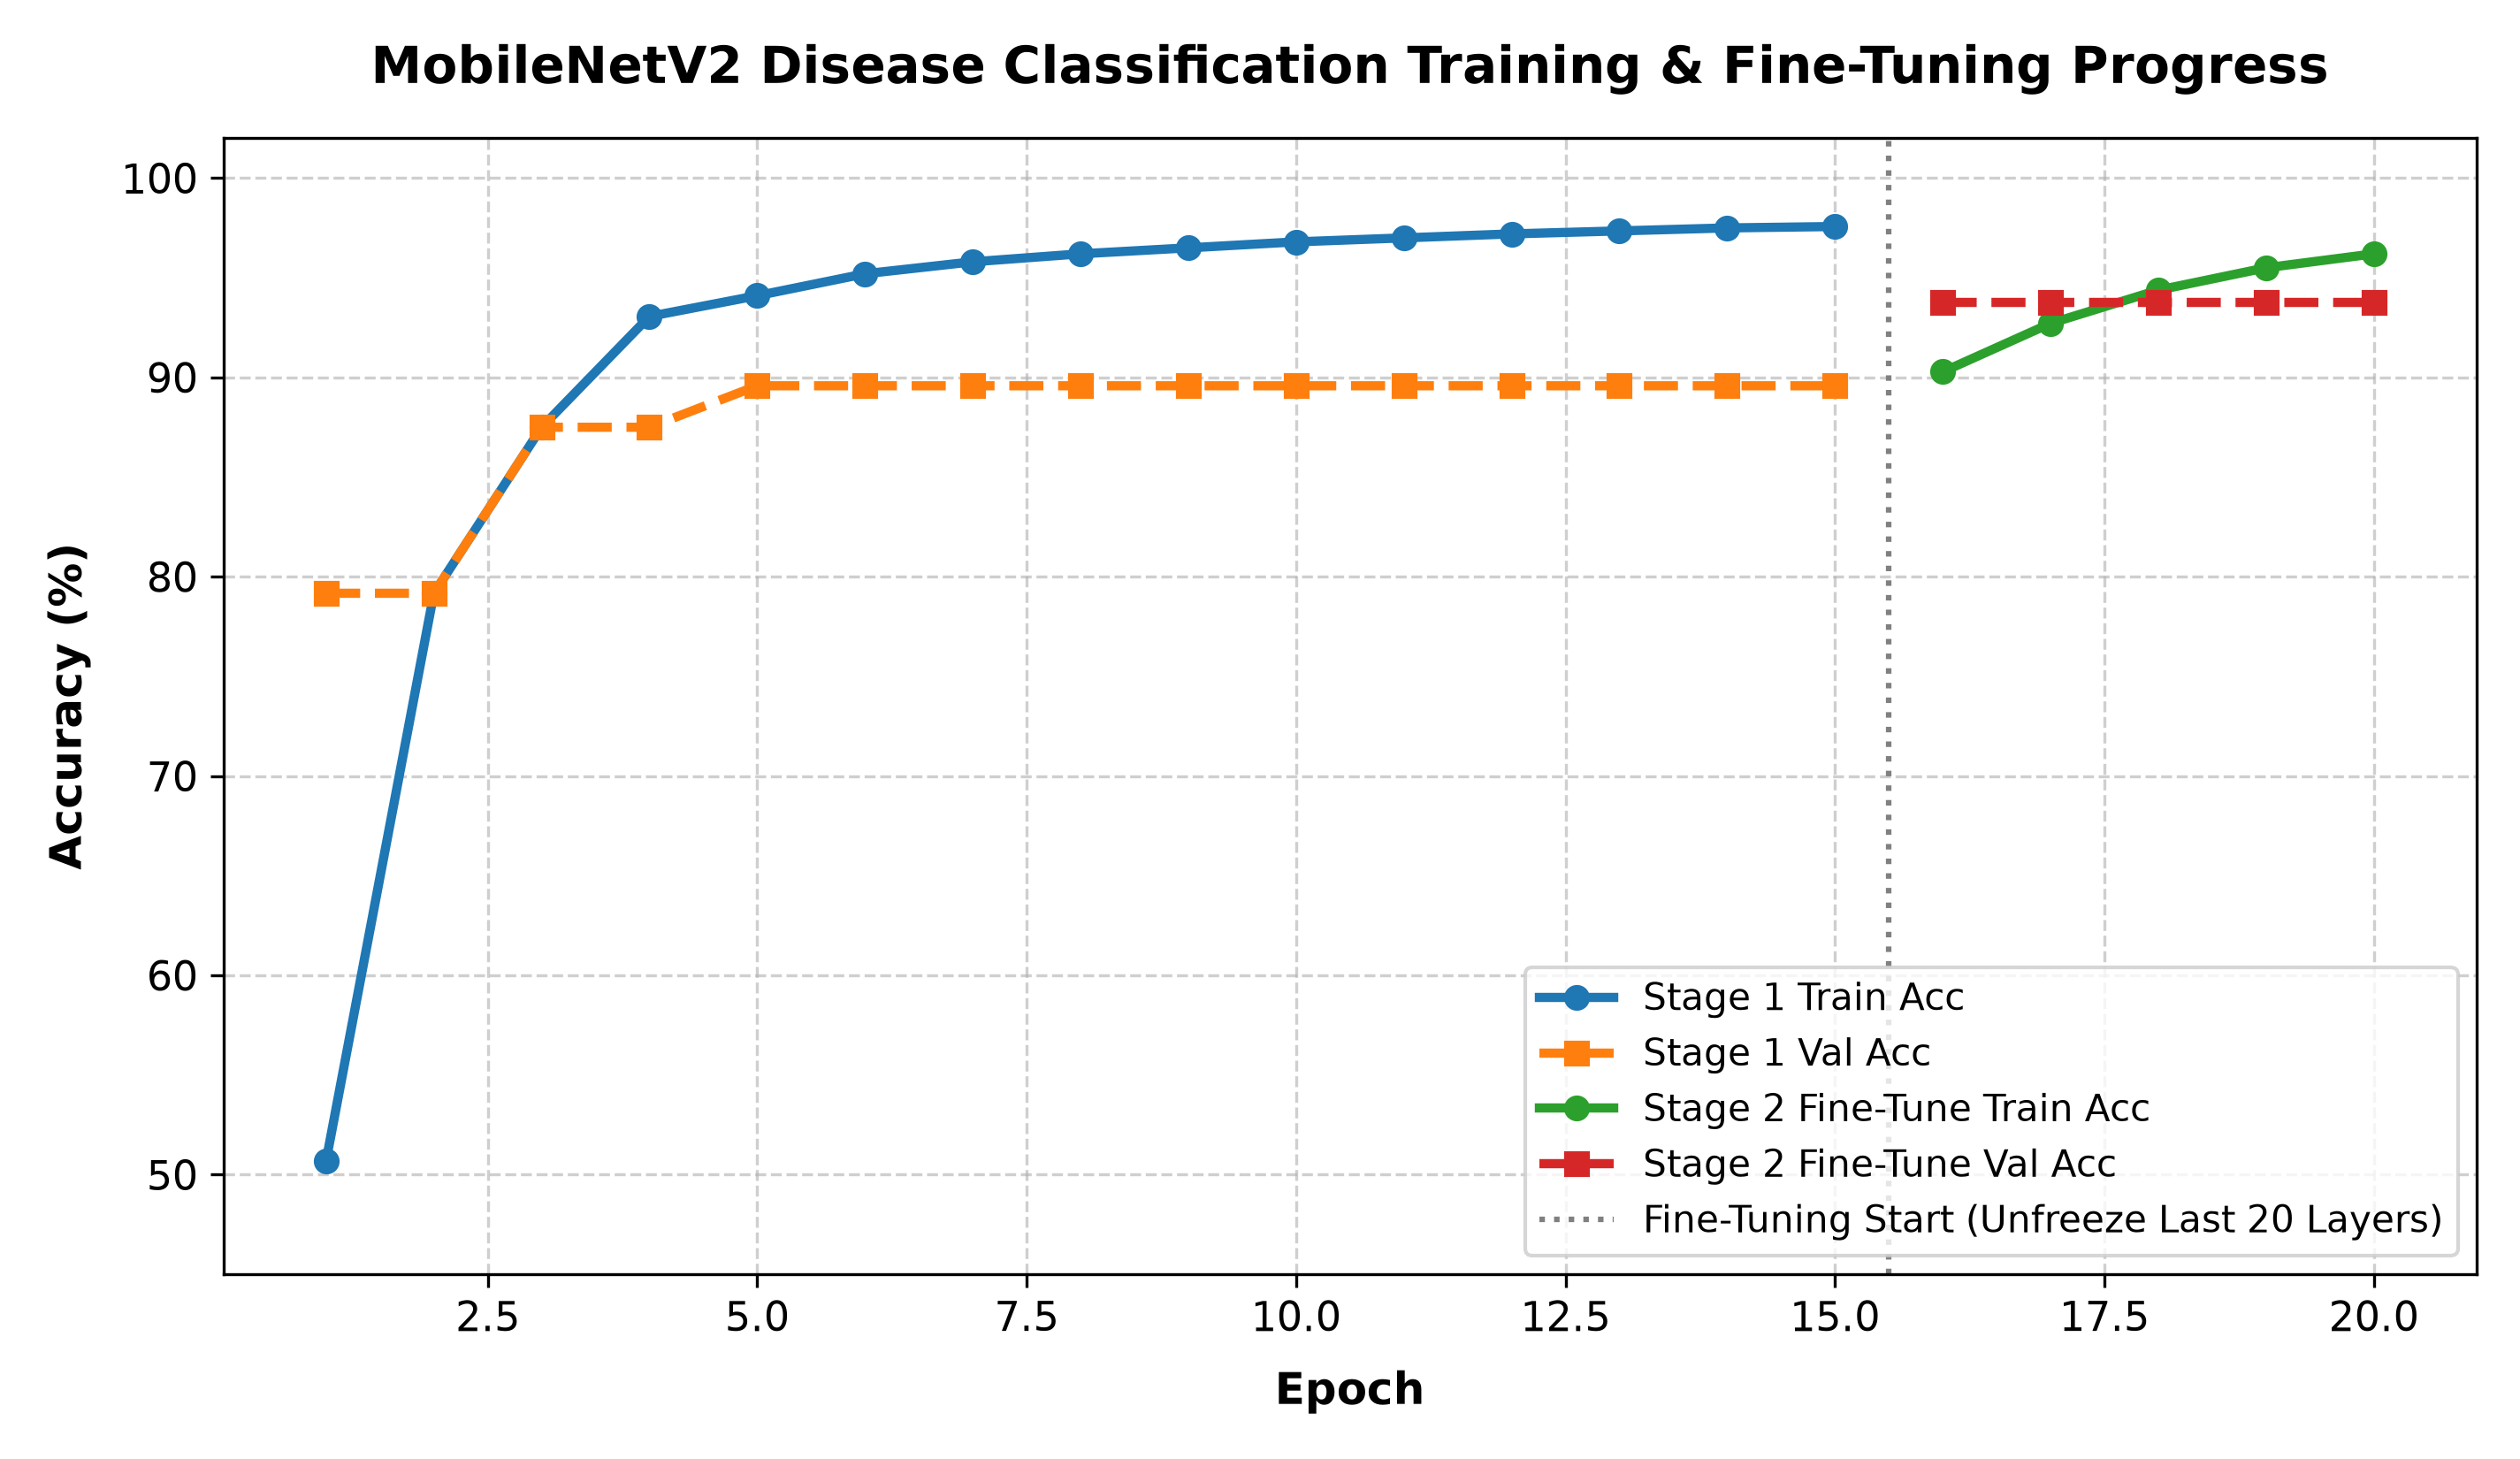 MobileNetV2 Disease Classification Training & Fine-Tuning Progress
Accuracy (%)
100
90
80
70
60
50
Stage 1 Train Acc
Stage 1 Val Acc
Stage 2 Fine-Tune Train Acc
Stage 2 Fine-Tune Val Acc
Fine-Tuning Start (Unfreeze Last 20 Layers)
2.5 5.0 7.5 10.0 12.5 15.0 17.5 20.0
Epoch